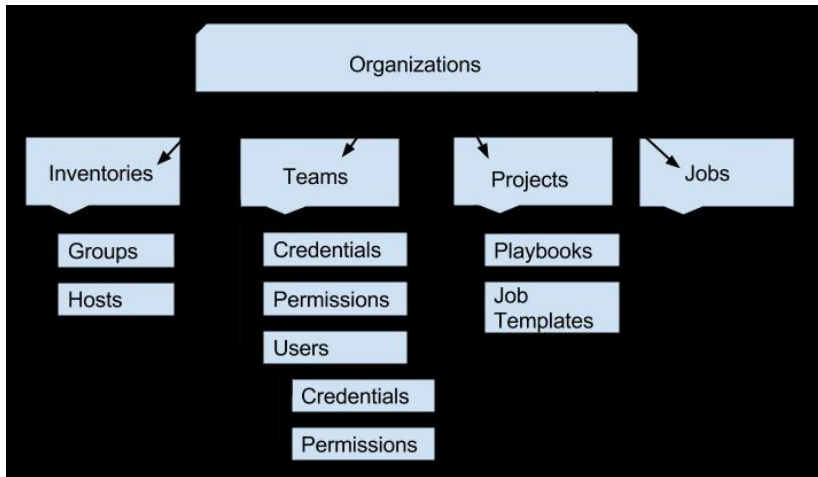 Organizations
Inventories
Teams
Projects
Jobs
Groups
Hosts
Credentials
Permissions
Users
Credentials
Permissions
Playbooks
Job
Templates